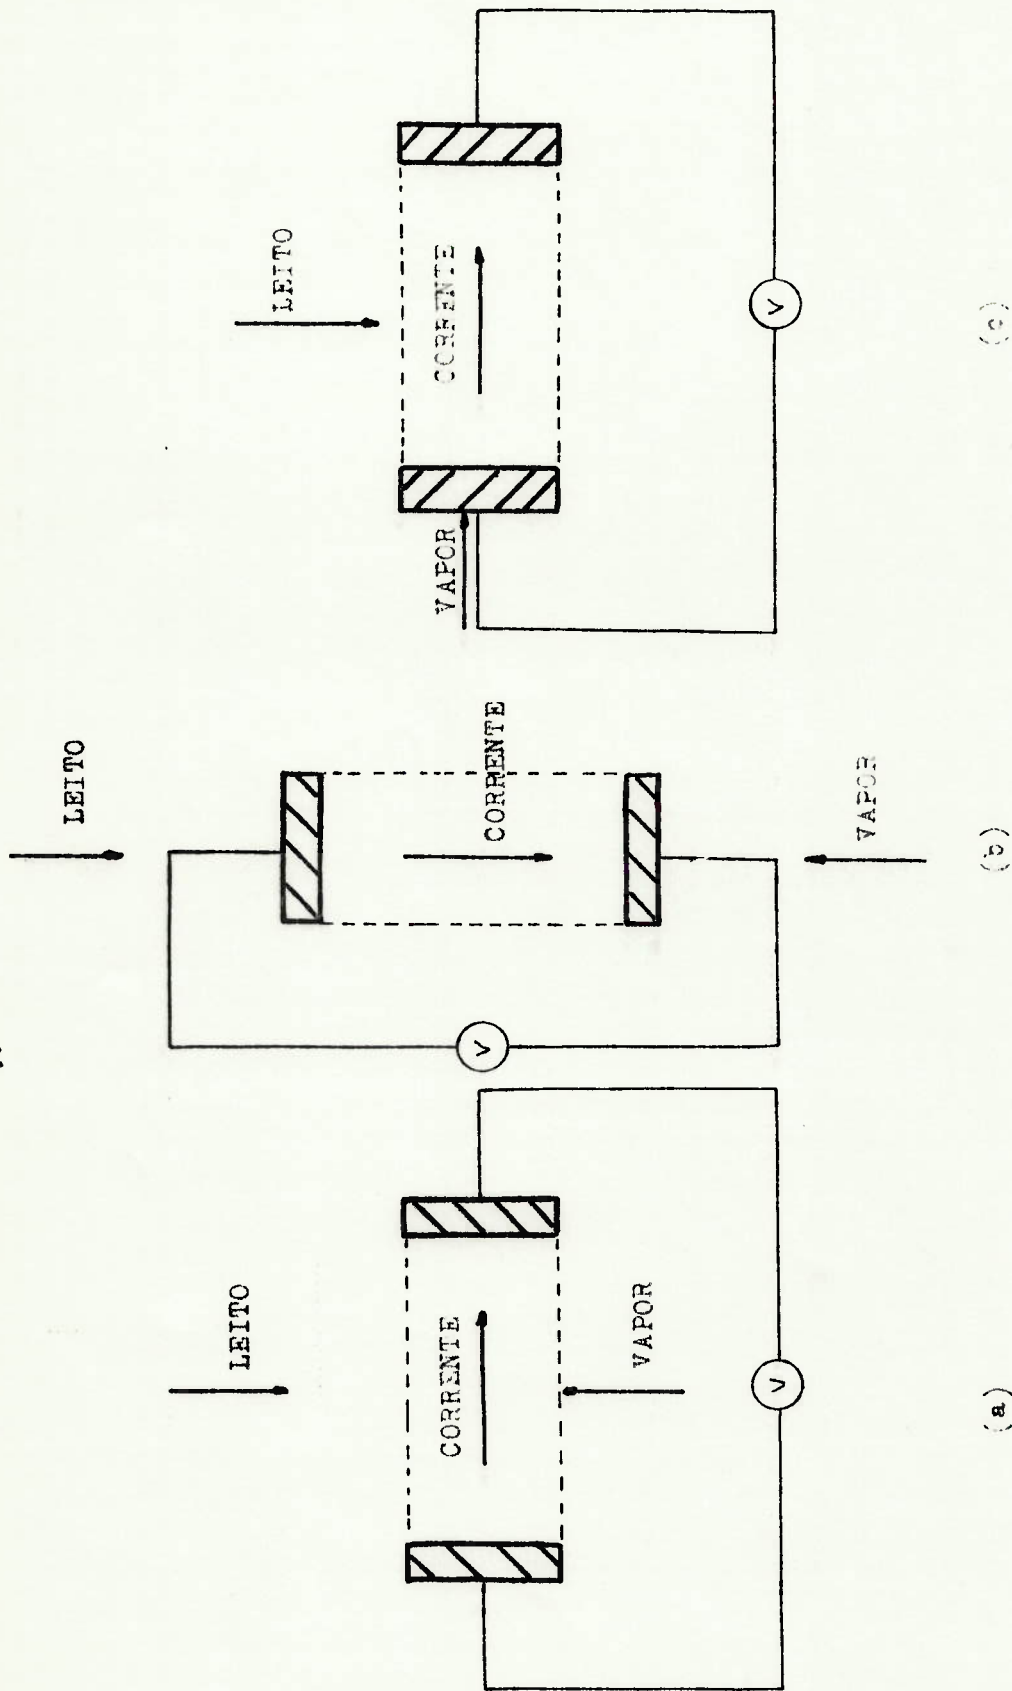 LEITO
CORRENTE
VAPOR
V
(a)
LEITO
CORRENTE
VAPOR
V
(b)
LEITO
CORRENTE
VAPOR
V
(c)